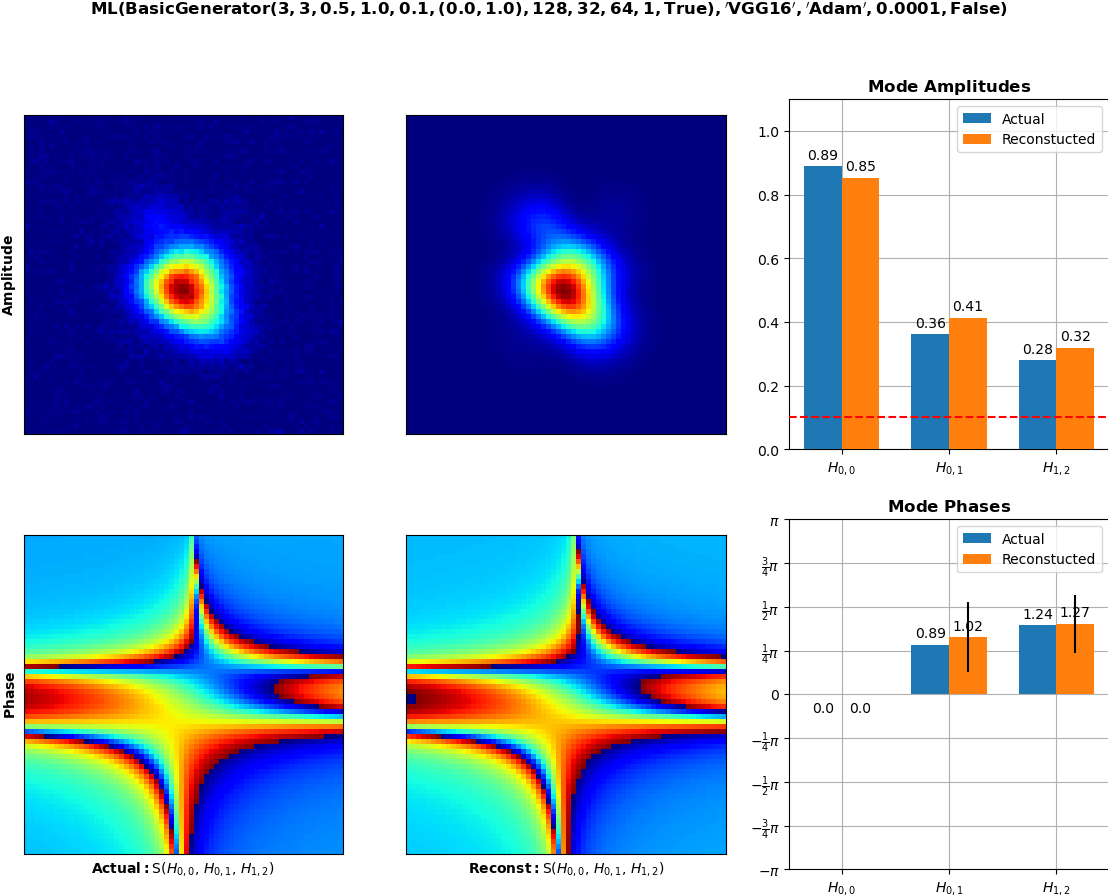 ML(BasicGenerator(3, 3, 0.5, 1.0, 0.1, (0.0, 1.0), 128, 32, 64, 1, True), ′VGG16′, ′Adam′, 0.0001, False)
Amplitude
Mode Amplitudes
Actual
Reconstucted
1.0
0.8
0.6
0.4
0.2
0.0
0.89
0.85
0.36
0.41
0.28
0.32
H0,0
H0,1
H1,2
Phase
Actual: S(H0,0, H0,1, H1,2)
Reconst: S(H0,0, H0,1, H1,2)
Mode Phases
Actual
Reconstucted
π
3/4π
1/2π
1/4π
0
−1/4π
−1/2π
−3/4π
−π
0.0
0.0
0.89
1.02
1.24
1.27
H0,0
H0,1
H1,2